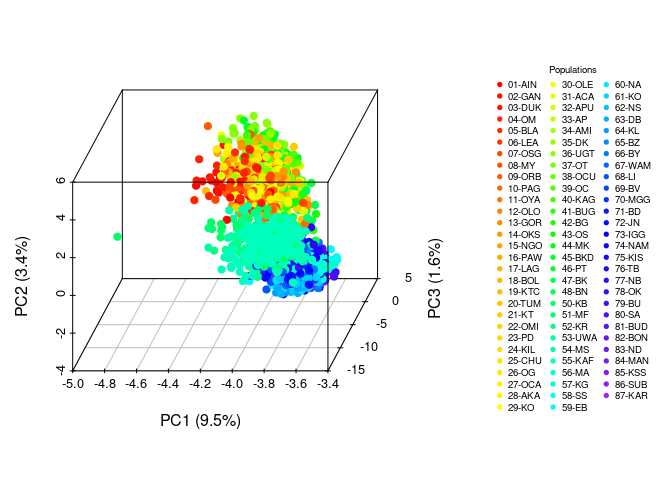 Populations
01-AIN
02-GAN
03-DUK
04-OM
05-BLA
06-LEA
07-OSG
08-MY
09-ORB
10-PAG
11-OYA
12-OLO
13-GOR
14-OKS
15-NGO
16-PAW
17-LAG
18-BOL
19-KTC
20-TUM
21-KT
22-OMI
23-PD
24-KIL
25-CHU
26-OG
27-OCA
28-AKA
29-KO
30-OLE
31-ACA
32-APU
33-AP
34-AMI
35-DK
36-UGT
37-OT
38-OCU
39-OC
40-KAG
41-BUG
42-BG
43-OS
44-MK
45-BKD
46-PT
47-BK
48-BN
50-KB
51-MF
52-KR
53-UWA
54-MS
55-KAF
56-MA
57-KG
58-SS
59-EB
60-NA
61-KO
62-NS
63-DB
64-KL
65-BZ
66-BY
67-WAM
68-LI
69-BV
70-MGG
71-BD
72-JN
73-IGG
74-NAM
75-KIS
76-TB
77-NB
78-OK
79-BU
80-SA
81-BUD
82-BON
83-ND
84-MAN
85-KSS
86-SUB
87-KAR
PC2 (3.4%)
6
4
2
0
-2
-4
-5.0 -4.8 -4.6 -4.4 -4.2 -4.0 -3.8 -3.6 -3.4
PC1 (9.5%)
5
0
-5
-10
-15
PC3 (1.6%)